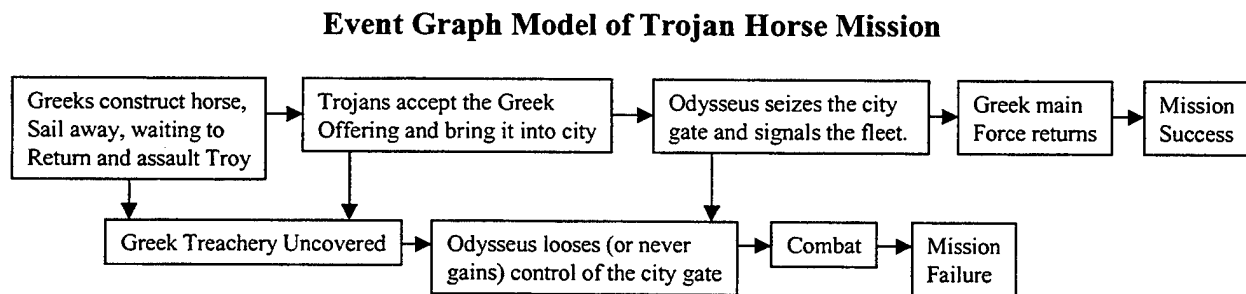 Event Graph Model of Trojan Horse Mission
Greeks construct horse,
Sail away, waiting to
Return and assault Troy
Trojans accept the Greek
Offering and bring it into city
Odysseus seizes the city
gate and signals the fleet.
Greek main
Force returns
Mission
Success
Greek Treachery Uncovered
Odysseus looses (or never
gains) control of the city gate
Combat
Mission
Failure